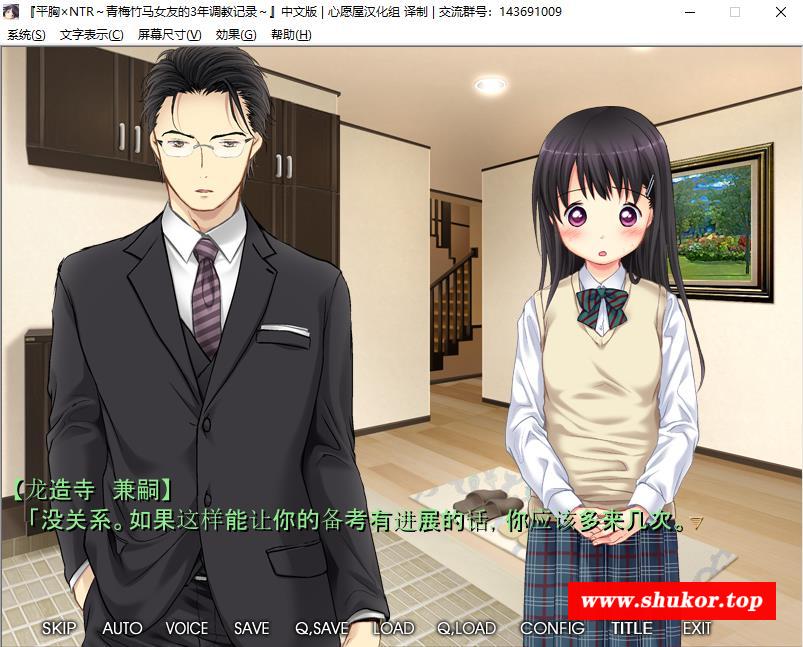 『平胸×NTR～青梅竹马女友的3年调教记录～』中文版 | 心愿屋汉化组 译制 | 交流群号：143691009
系统(S) 文字表示(C) 屏幕尺寸(V) 效果(G) 帮助(H)
【龙造寺 兼嗣】
「没关系。如果这样能让你的备考有进展的话，你应该多来几次。
www.shukor.top
SKIP AUTO VOICE SAVE Q,SAVE LOAD Q,LOAD CONFIG TITLE EXIT